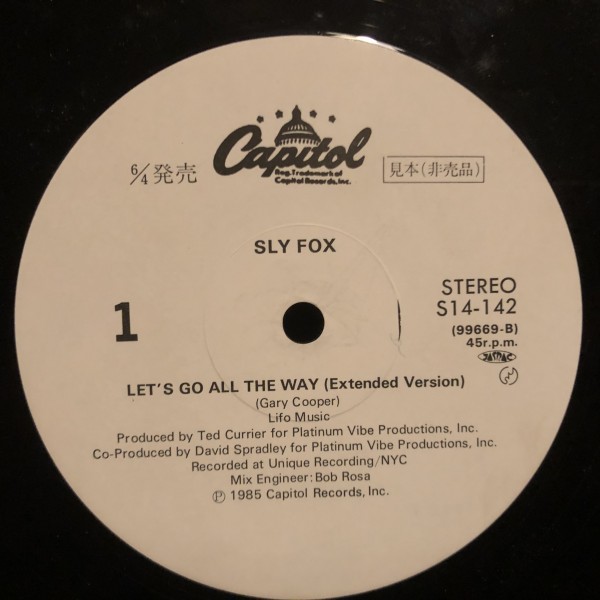 Capitol
Reg. Trademark of
Capitol Records, Inc.
6/4 発売
見本(非売品)
SLY FOX
1
STEREO
S14-142
(99669-B)
45r.p.m.
JASRAC
LET'S GO ALL THE WAY (Extended Version)
(Gary Cooper)
Lifo Music
Produced by Ted Currier for Platinum Vibe Productions, Inc.
Co-Produced by David Spradley for Platinum Vibe Productions, Inc.
Recorded at Unique Recording/NYC
Mix Engineer: Bob Rosa
Ⓟ 1985 Capitol Records, Inc.